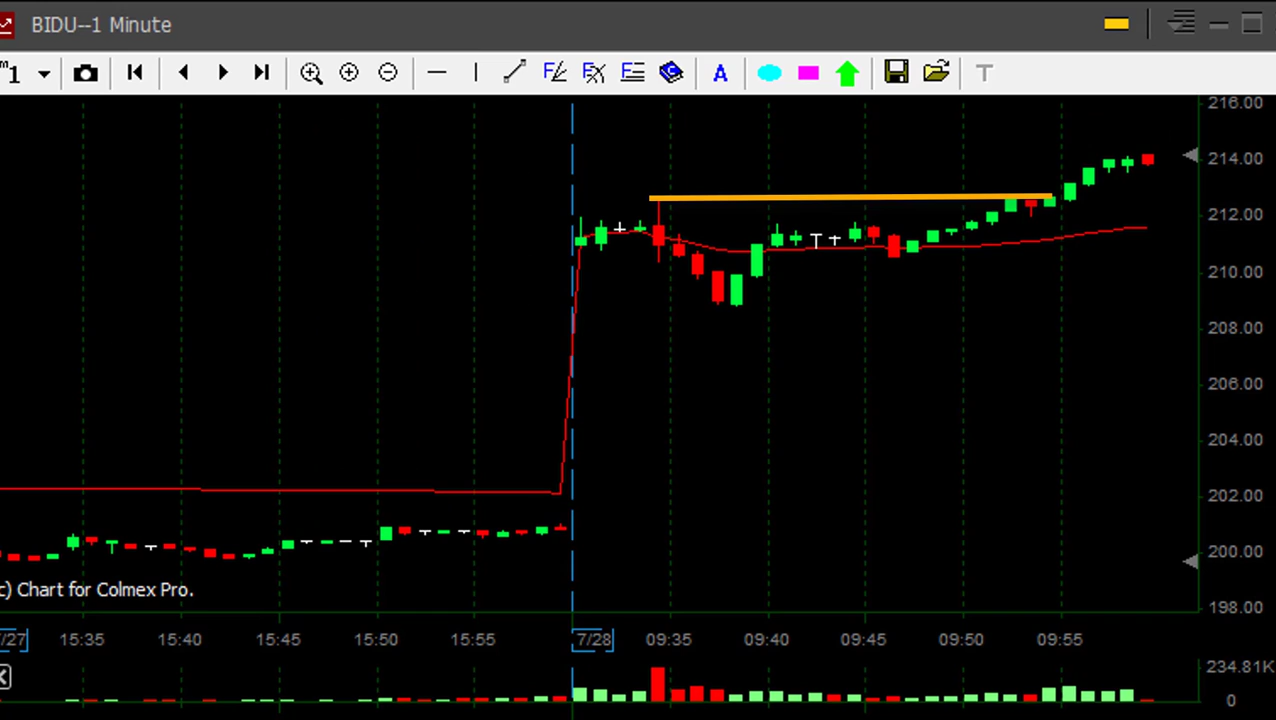 BIDU--1 Minute
m1
A
T
216.00
214.00
212.00
210.00
208.00
206.00
204.00
202.00
200.00
198.00
c) Chart for Colmex Pro.
/27 15:35 15:40 15:45 15:50 15:55 7/28 09:35 09:40 09:45 09:50 09:55
234.81K
0